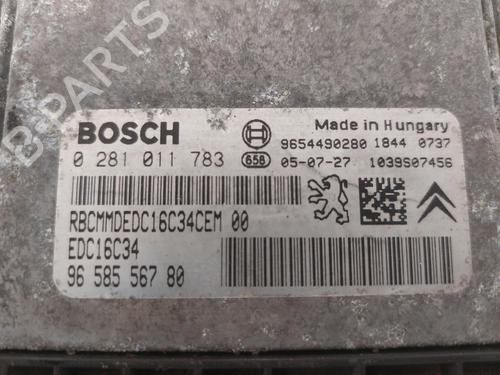 B-PARTS
BOSCH
Made in Hungary
9654490280 1844 0737
0 281 011 783 658 05-07-27 1039S07456
RBCMMDEDC16C34CEM 00
EDC16C34
96 585 567 80